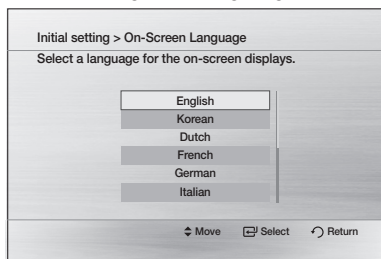 Initial setting > On-Screen Language
Select a language for the on-screen displays.
English
Korean
Dutch
French
German
Italian
Move Select Return